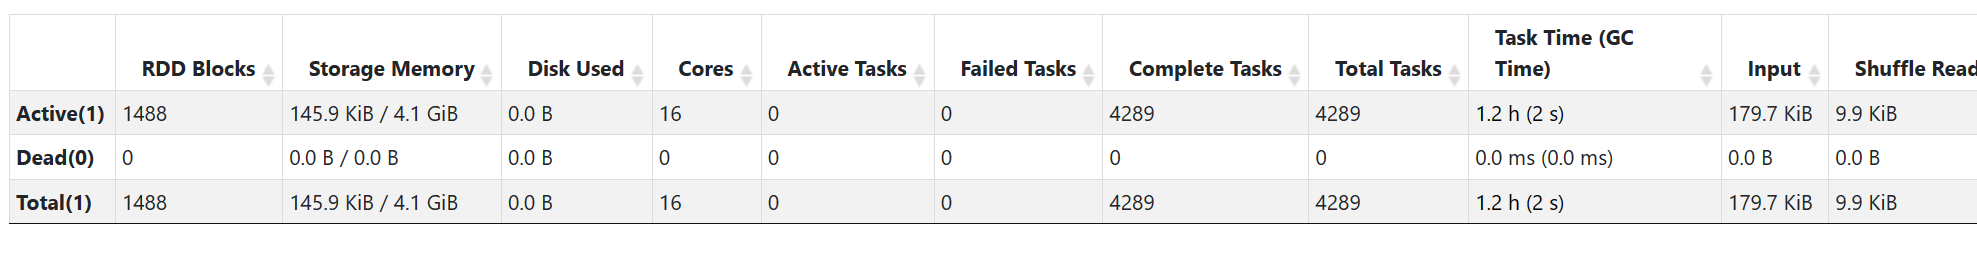 RDD Blocks Storage Memory Disk Used Cores Active Tasks Failed Tasks Complete Tasks Total Tasks Task Time (GC Time) Input Shuffle Read
Active(1) 1488 145.9 KiB / 4.1 GiB 0.0 B 16 0 0 4289 4289 1.2 h (2 s) 179.7 KiB 9.9 KiB
Dead(0) 0 0.0 B / 0.0 B 0.0 B 0 0 0 0 0 0.0 ms (0.0 ms) 0.0 B 0.0 B
Total(1) 1488 145.9 KiB / 4.1 GiB 0.0 B 16 0 0 4289 4289 1.2 h (2 s) 179.7 KiB 9.9 KiB